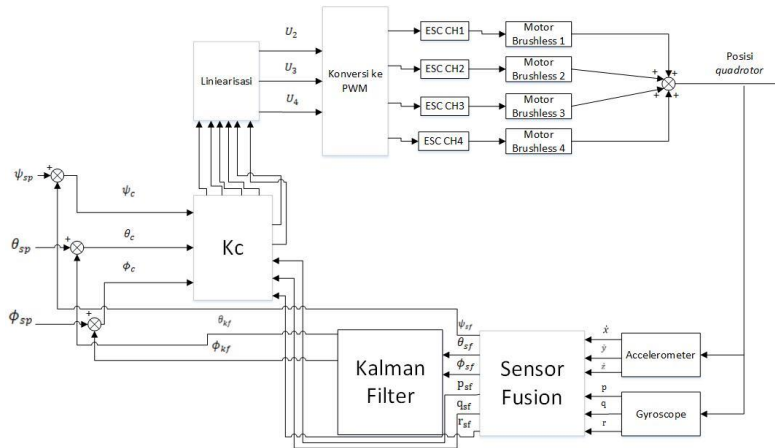 U₂
U₃
U₄
Liniearisasi
Konversi ke
PWM
ESC CH1
ESC CH2
ESC CH3
ESC CH4
Motor
Brushless 1
Motor
Brushless 2
Motor
Brushless 3
Motor
Brushless 4
+
+
+
+
Posisi
quadrotor
ψsp
+
ψc
θsp
+
θc
ϕsp
+
ϕc
Kc
θkf
ϕkf
Kalman
Filter
ψsf
θsf
ϕsf
psf
qsf
rsf
Sensor
Fusion
ẋ
ẏ
ż
p
q
r
Accelerometer
Gyroscope